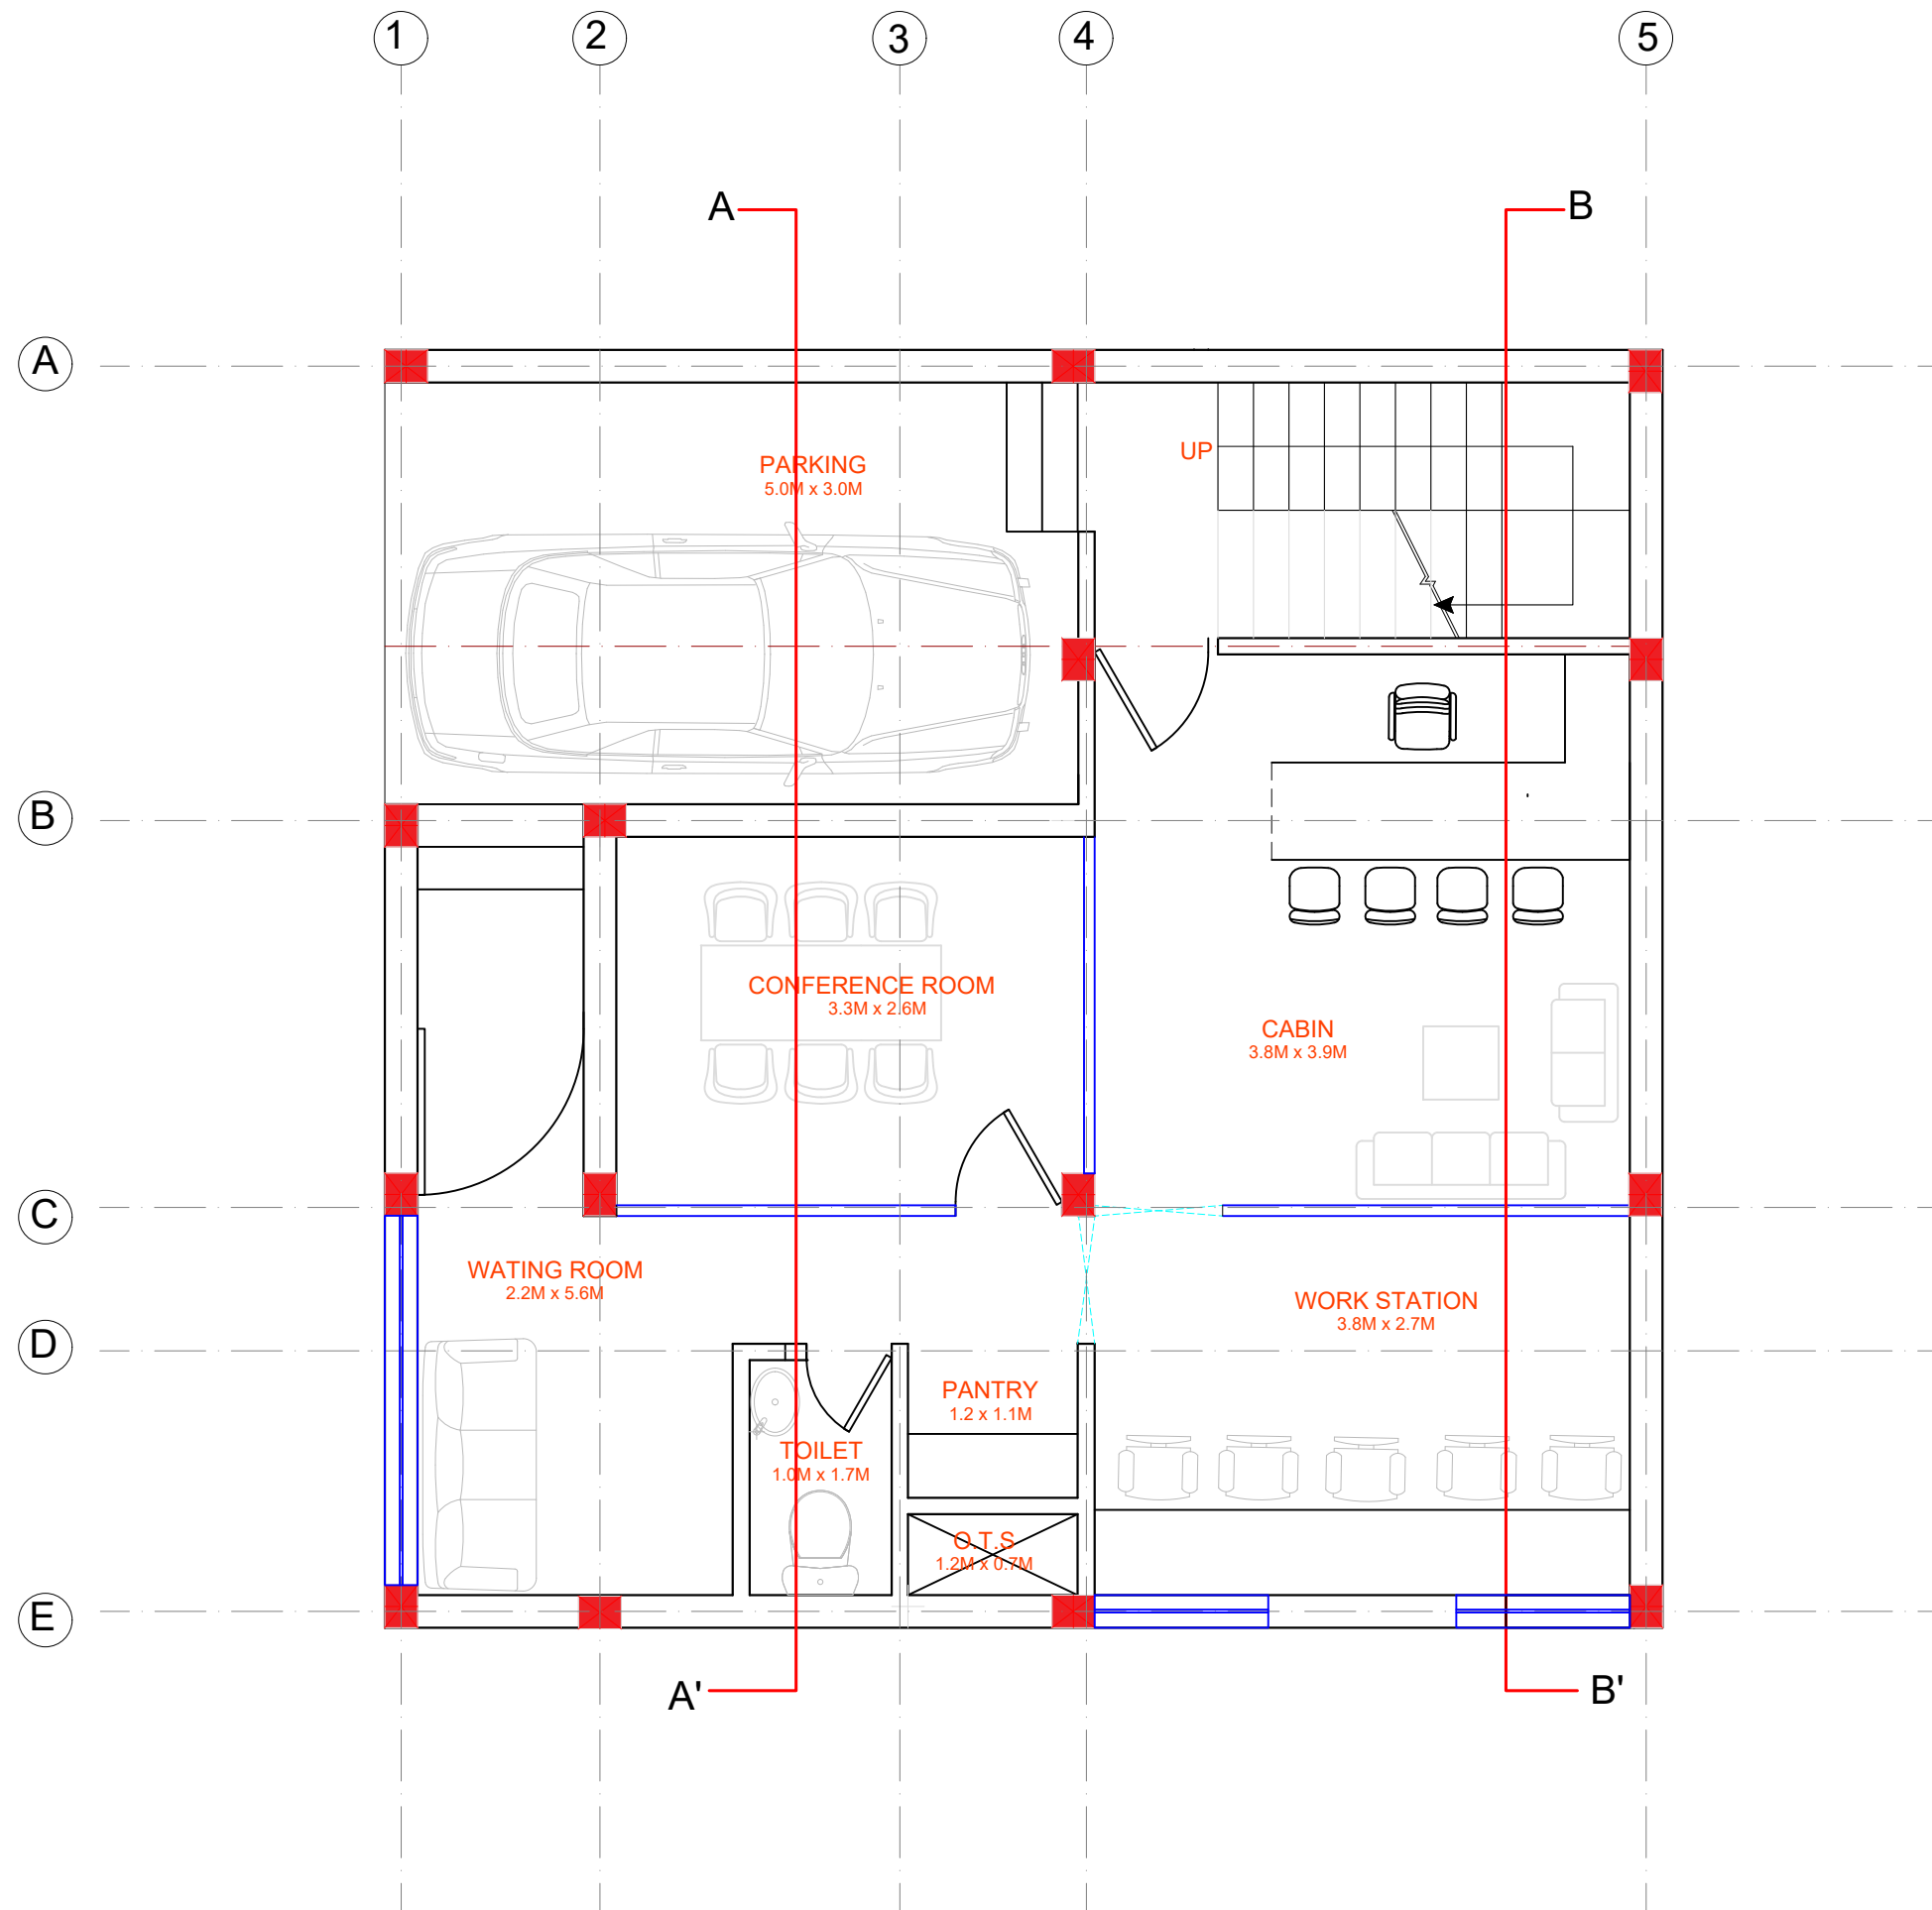 1
2
3
4
5
A
B
A
PARKING
5.0M x 3.0M
UP
B
CONFERENCE ROOM
3.3M x 2.6M
CABIN
3.8M x 3.9M
C
WATING ROOM
2.2M x 5.6M
WORK STATION
3.8M x 2.7M
D
PANTRY
1.2 x 1.1M
TOILET
1.0M x 1.7M
O.T.S
1.2M x 0.7M
E
A'
B'